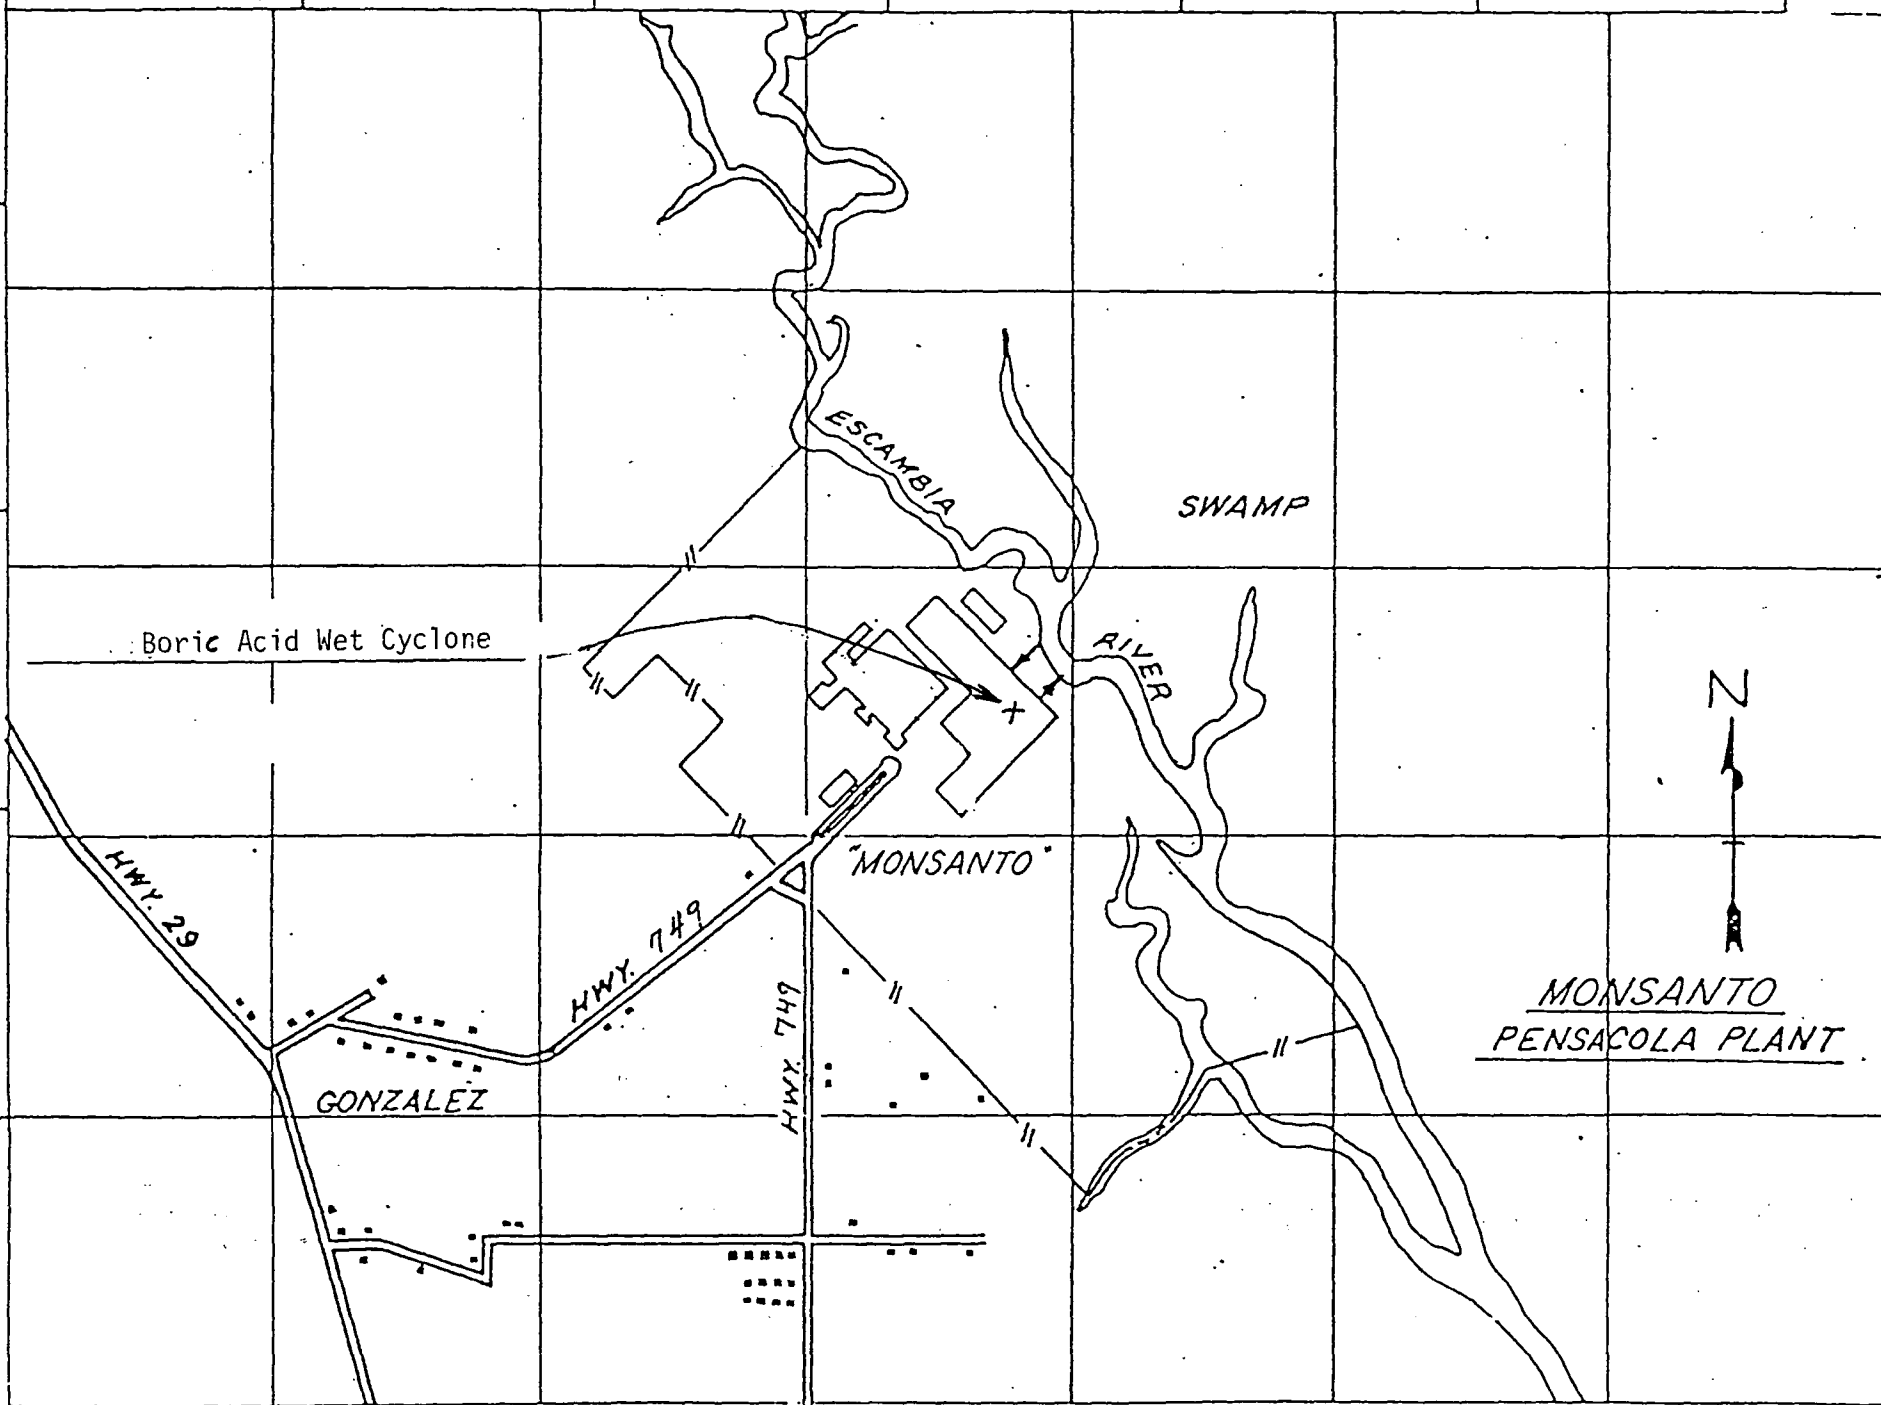 ESCAMBIA
SWAMP
Boric Acid Wet Cyclone
RIVER
N
"MONSANTO"
HWY. 29
HWY. 749
HWY. 749
MONSANTO
PENSACOLA PLANT
GONZALEZ